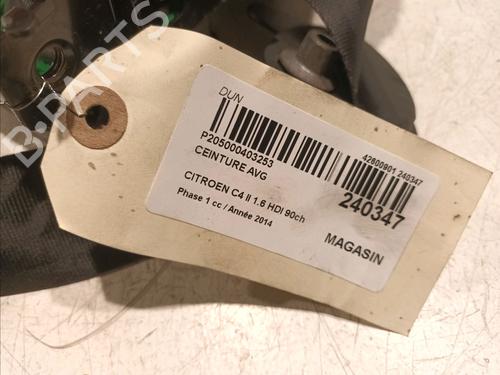 DUN
P205000403253
CEINTURE AVG
CITROEN C4 II 1.6 HDI 90ch
Phase 1 cc / Année 2014
42600901 240347
240347
MAGASIN
B-PARTS